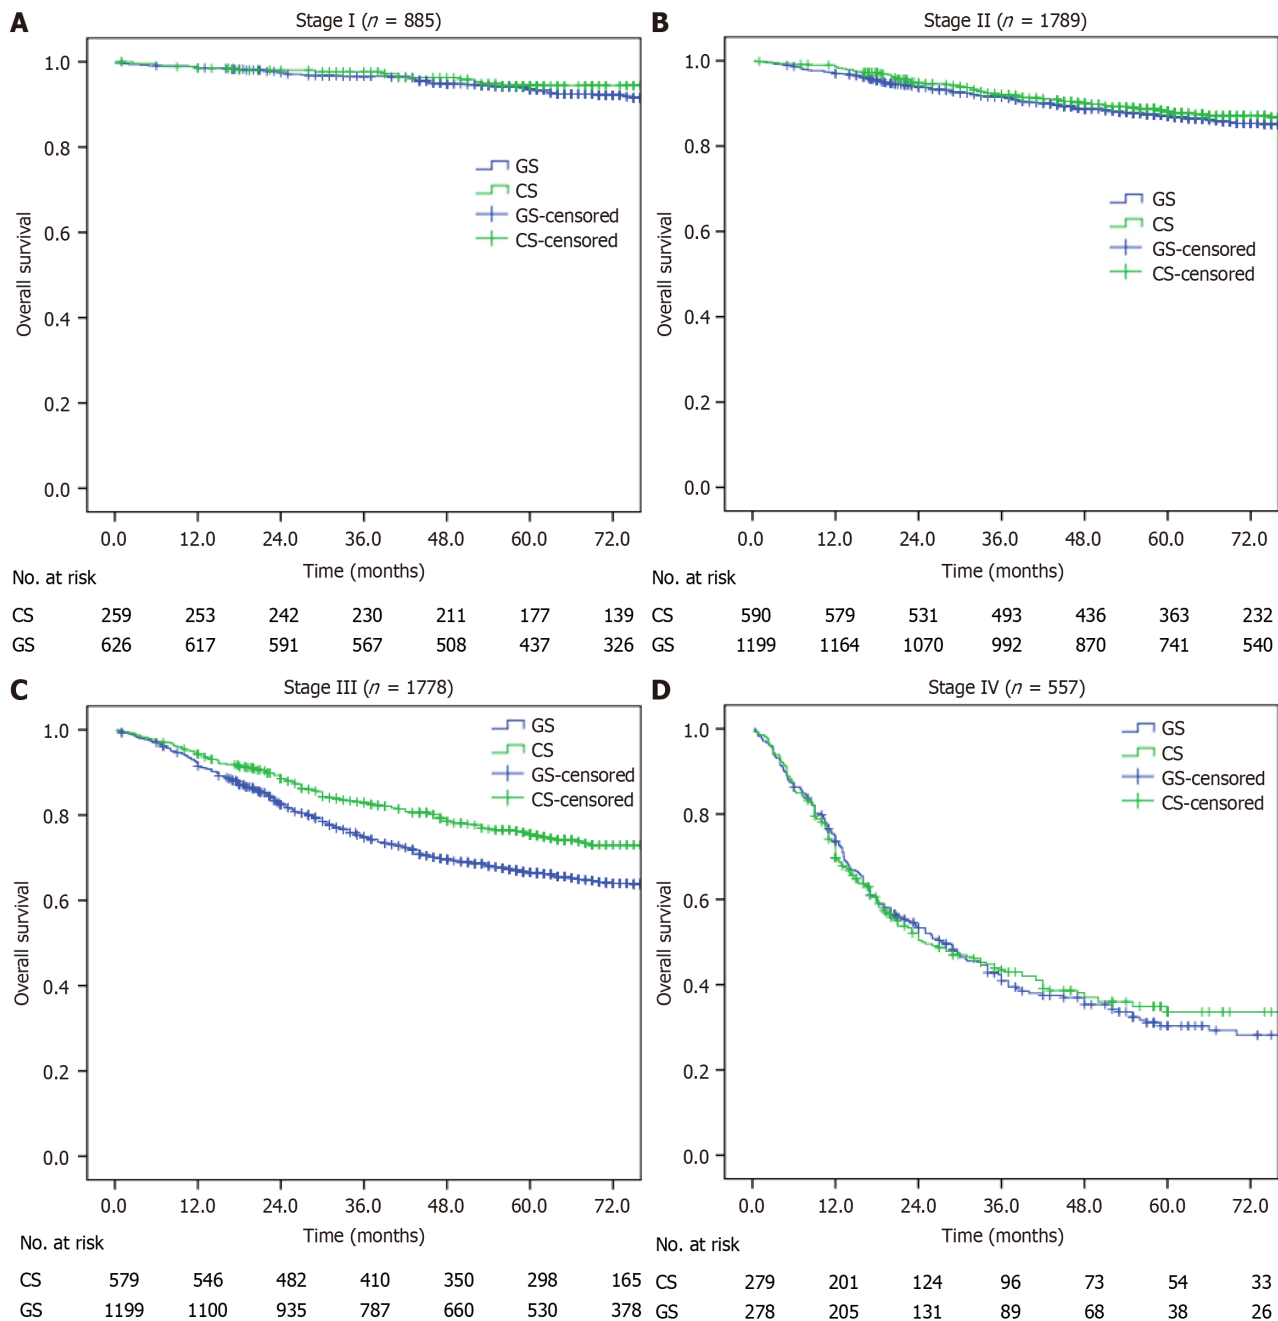 A
Stage I (n = 885)
1.0
0.8
0.6
0.4
0.2
0.0
Overall survival
GS
CS
GS-censored
CS-censored
0.0 12.0 24.0 36.0 48.0 60.0 72.0
Time (months)
No. at risk
CS 259 253 242 230 211 177 139
GS 626 617 591 567 508 437 326
B
Stage II (n = 1789)
1.0
0.8
0.6
0.4
0.2
0.0
Overall survival
GS
CS
GS-censored
CS-censored
0.0 12.0 24.0 36.0 48.0 60.0 72.0
Time (months)
No. at risk
CS 590 579 531 493 436 363 232
GS 1199 1164 1070 992 870 741 540
C
Stage III (n = 1778)
1.0
0.8
0.6
0.4
0.2
0.0
Overall survival
GS
CS
GS-censored
CS-censored
0.0 12.0 24.0 36.0 48.0 60.0 72.0
Time (months)
No. at risk
CS 579 546 482 410 350 298 165
GS 1199 1100 935 787 660 530 378
D
Stage IV (n = 557)
1.0
0.8
0.6
0.4
0.2
0.0
Overall survival
GS
CS
GS-censored
CS-censored
0.0 12.0 24.0 36.0 48.0 60.0 72.0
Time (months)
No. at risk
CS 279 201 124 96 73 54 33
GS 278 205 131 89 68 38 26